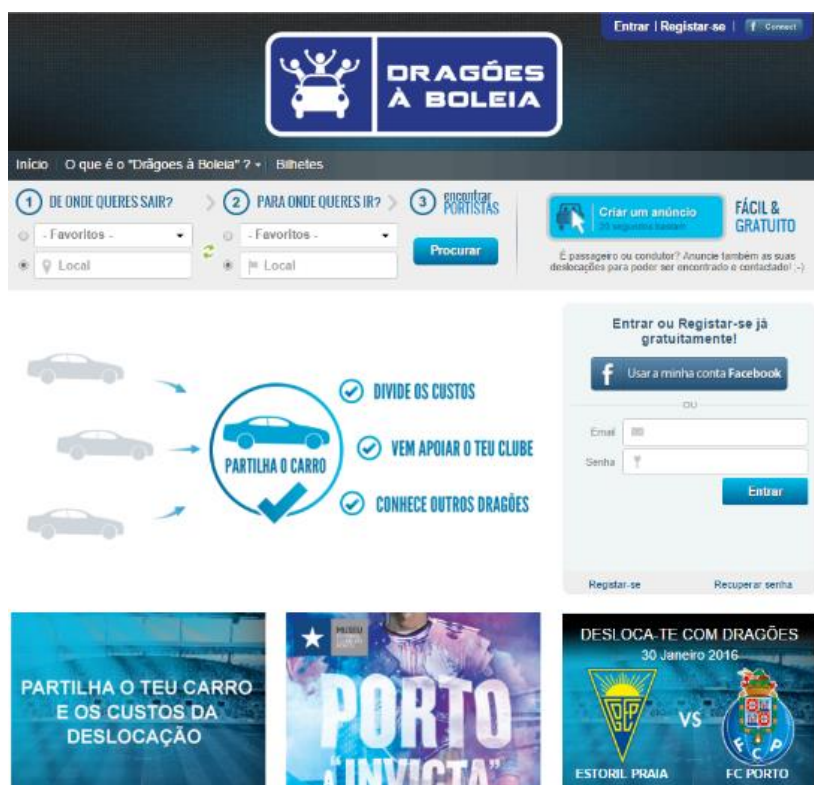 Entrar | Registar-se |
f Connect
DRAGÕES
À BOLEIA
Início
O que é o "Drãgoes à Boleia" ?
Bilhetes
1 DE ONDE QUERES SAIR?
2 PARA ONDE QUERES IR?
3 encontrar
PORTISTAS
- Favoritos -
- Favoritos -
Local
Local
Procurar
Criar um anúncio
20 segundos bastam
FÁCIL &
GRATUITO
É passageiro ou condutor? Anuncie também as suas
deslocações para poder ser encontrado e contactado! ;-)
PARTILHA O CARRO
DIVIDE OS CUSTOS
VEM APOIAR O TEU CLUBE
CONHECE OUTROS DRAGÕES
Entrar ou Registar-se já
gratuitamente!
f Usar a minha conta Facebook
OU
Email
Senha
Entrar
Registar-se
Recuperar senha
PARTILHA O TEU CARRO
E OS CUSTOS DA
DESLOCAÇÃO
MUSEU
PORTO
A "INVICTA"
DESLOCA-TE COM DRAGÕES
30 Janeiro 2016
VS
FCP
ESTORIL PRAIA
FC PORTO